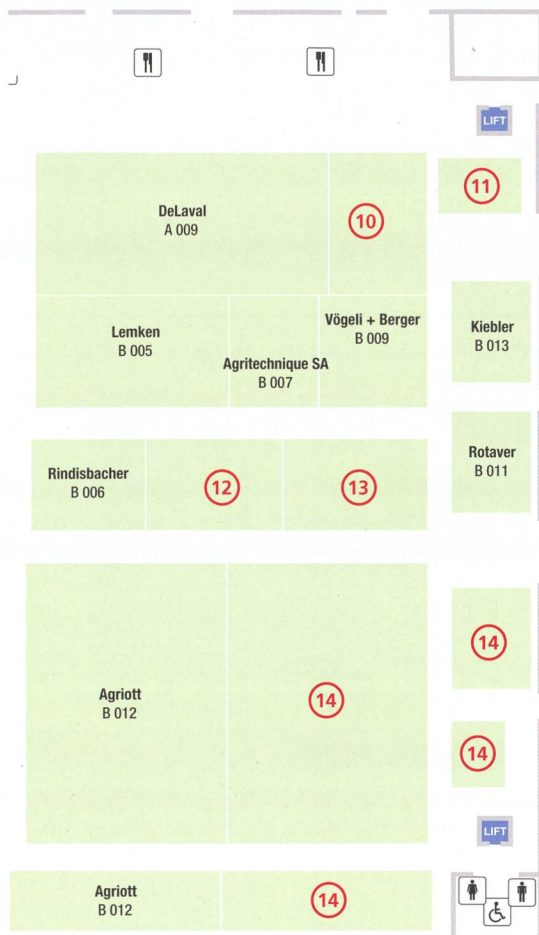 LIFT
DeLaval
A 009
10
11
Lemken
B 005
Agritechnique SA
B 007
Vögeli + Berger
B 009
Kiebler
B 013
Rindisbacher
B 006
12
13
Rotaver
B 011
Agriott
B 012
14
14
14
LIFT
Agriott
B 012
14